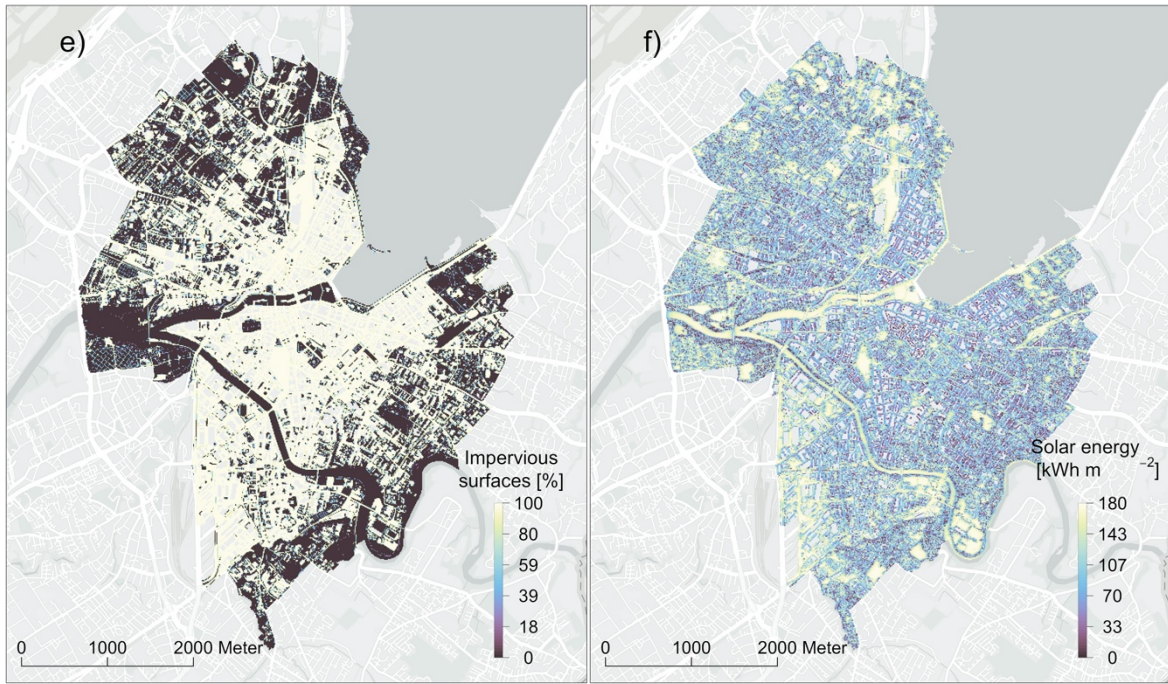 e)
Impervious
surfaces [%]
100
80
59
39
18
0
0 1000 2000 Meter
f)
Solar energy
[kWh m −2]
180
143
107
70
33
0
0 1000 2000 Meter